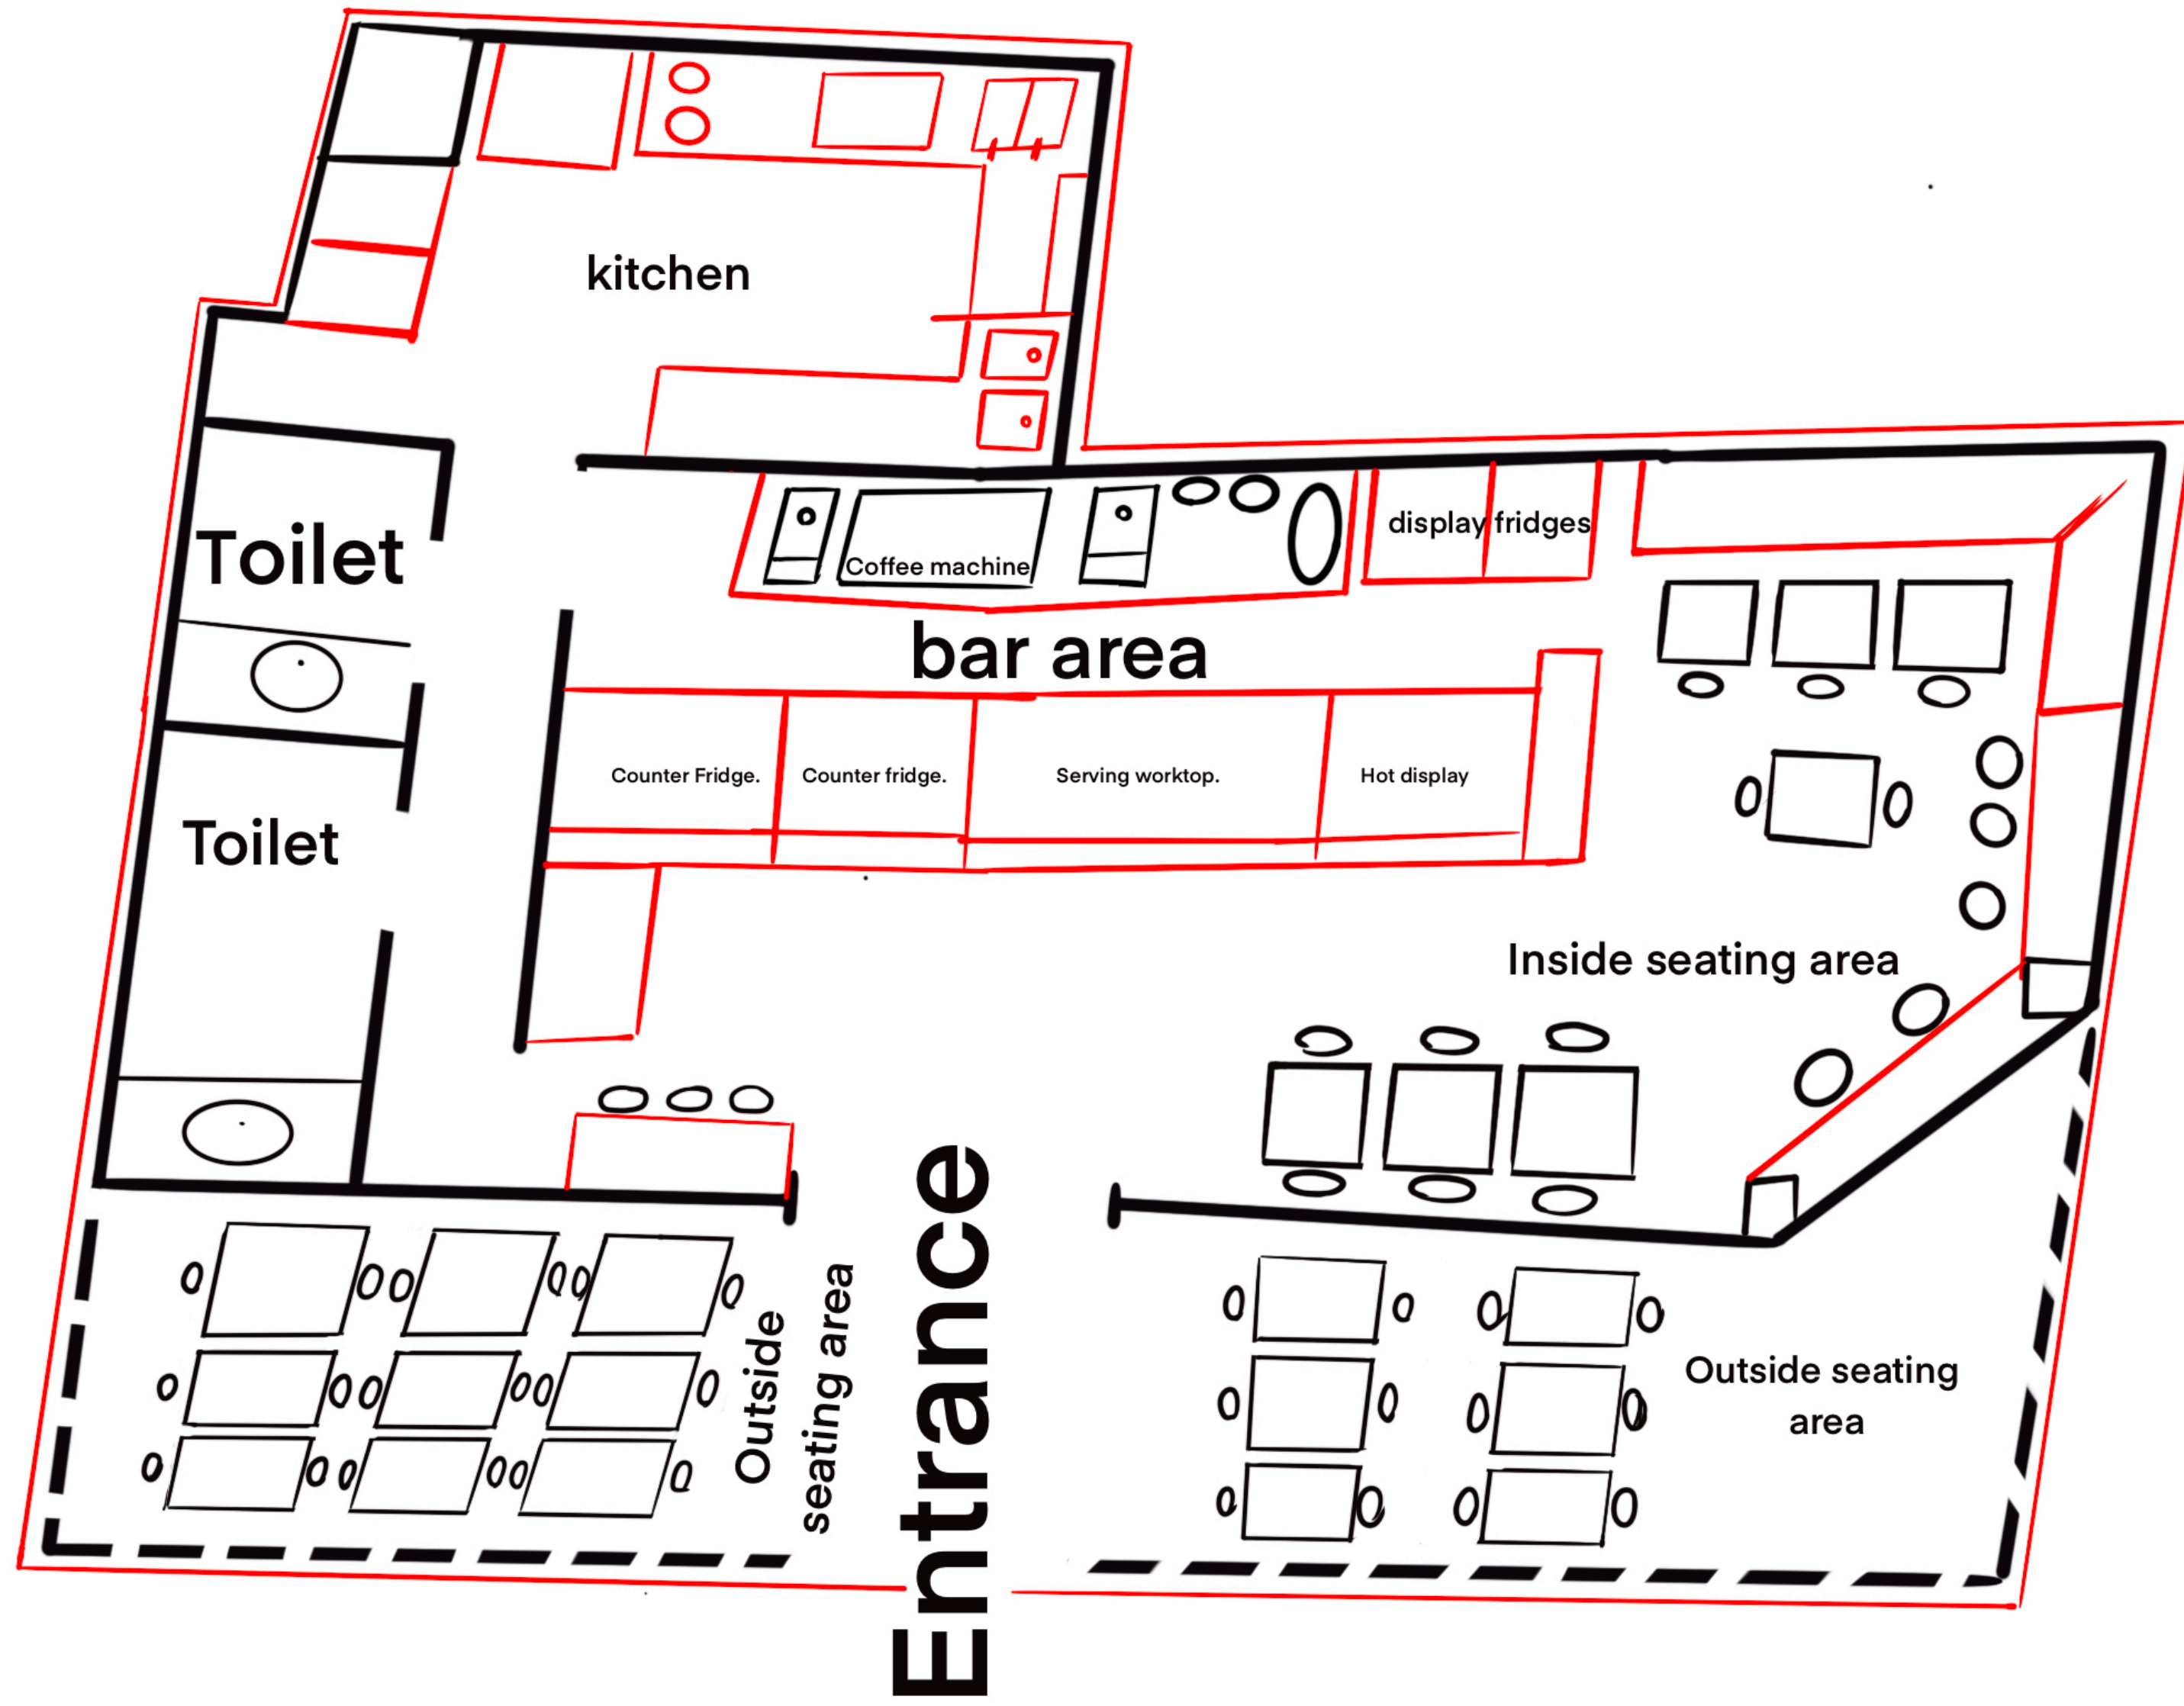 kitchen
display fridges
Toilet
Coffee machine
bar area
Counter Fridge.
Counter fridge.
Serving worktop.
Hot display
Toilet
Inside seating area
Outside
seating area
Entrance
Outside seating
area